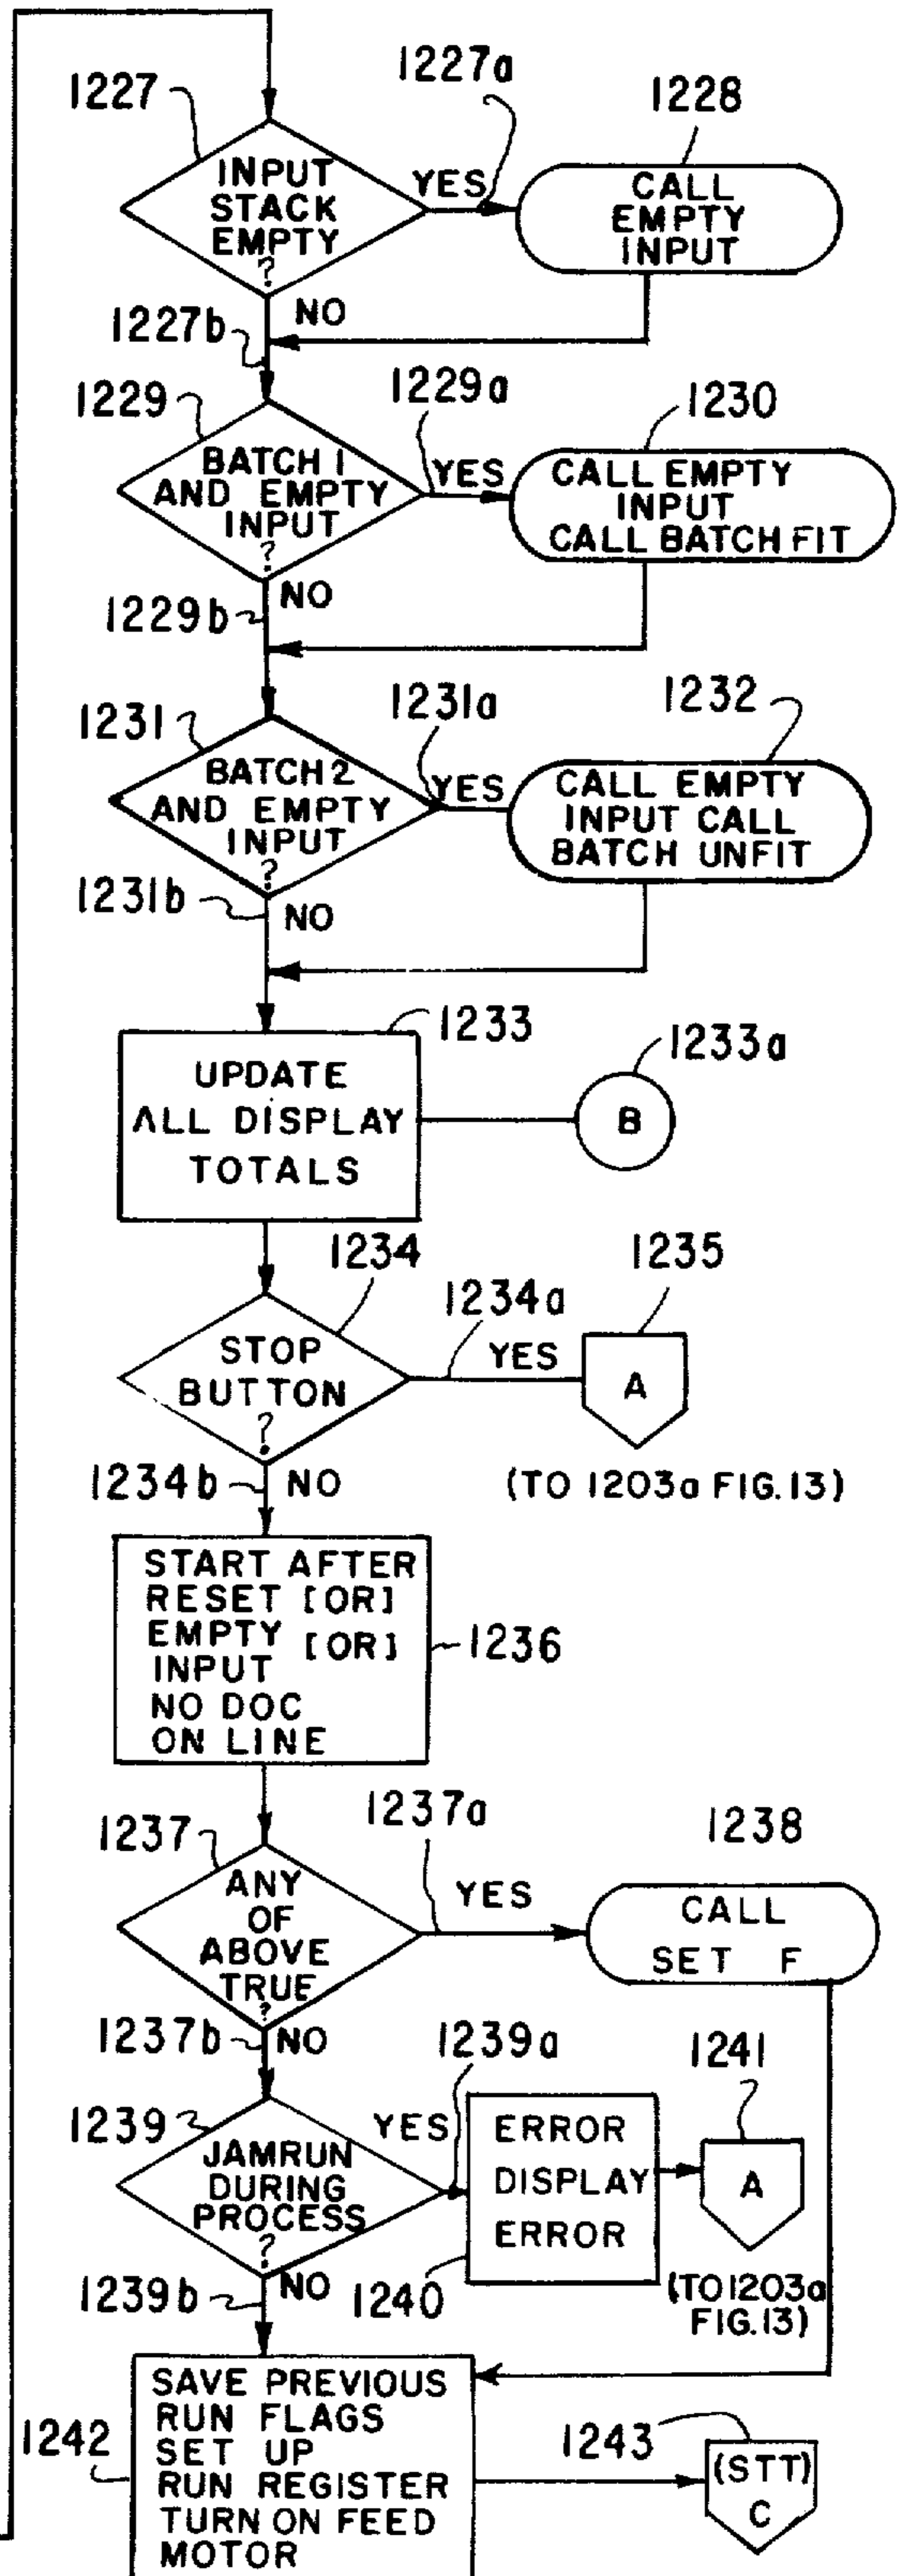 1227a
1227
1228
INPUT
STACK
EMPTY
?
YES
CALL
EMPTY
INPUT
NO
1227b
1229
1229a
1230
BATCH 1
AND EMPTY
INPUT
?
YES
CALL EMPTY
INPUT
CALL BATCH FIT
NO
1229b
1231
1231a
1232
BATCH 2
AND EMPTY
INPUT
?
YES
CALL EMPTY
INPUT CALL
BATCH UNFIT
1231b
NO
1233
1233a
UPDATE
ALL DISPLAY
TOTALS
B
1234
1235
1234a
STOP
BUTTON
?
YES
A
1234b
NO
(TO 1203a FIG.13)
START AFTER
RESET [OR]
EMPTY [OR]
INPUT
NO DOC
ON LINE
1236
1237
1237a
1238
ANY
OF
ABOVE
TRUE
?
YES
CALL
SET F
1237b
NO
1239
1239a
1241
JAMRUN
DURING
PROCESS
?
YES
ERROR
DISPLAY
ERROR
A
1239b
NO
1240
(TO 1203a
FIG.13)
SAVE PREVIOUS
RUN FLAGS
SET UP
RUN REGISTER
TURN ON FEED
MOTOR
1242
1243
(STT)
C